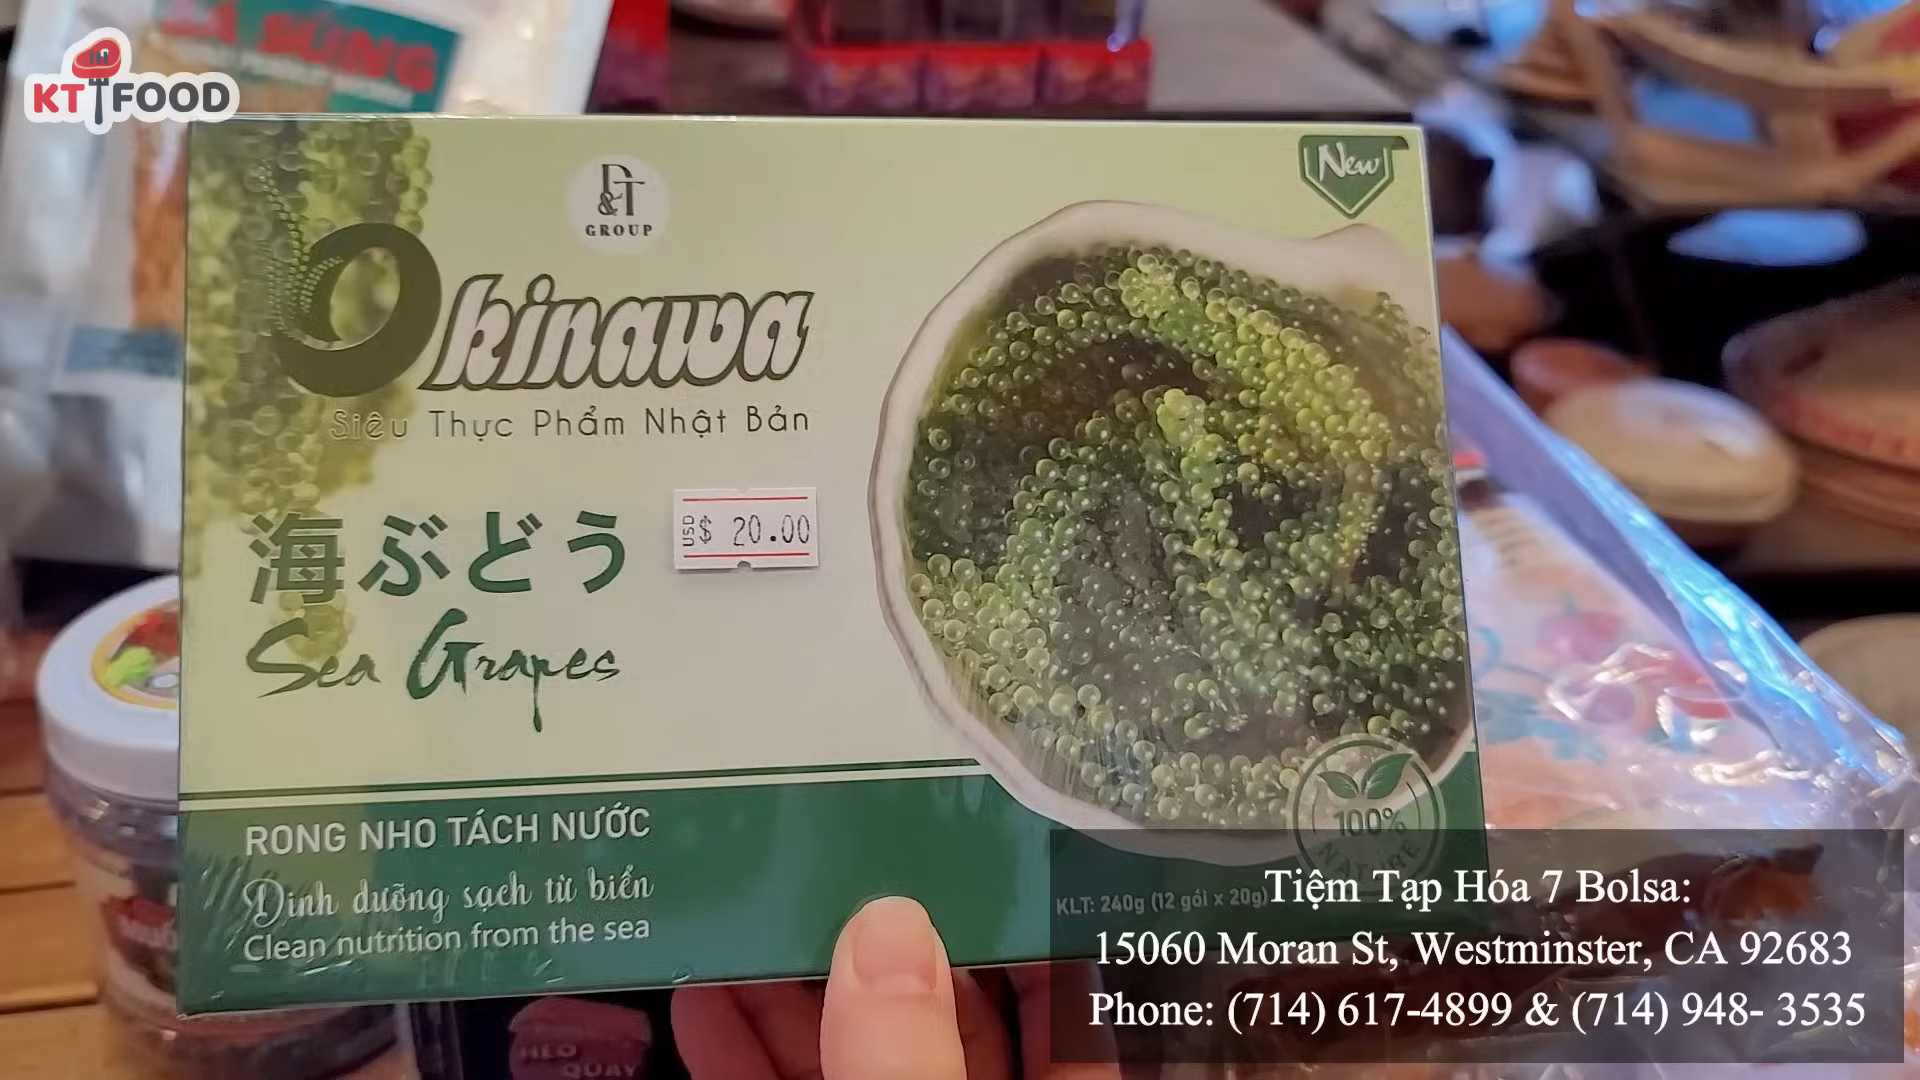 KT FOOD
D&T
GROUP
New
Okinawa
Siêu Thực Phẩm Nhật Bản
海ぶどう
USD $ 20.00
Sea Grapes
RONG NHO TÁCH NƯỚC
Dinh dưỡng sạch từ biển
Clean nutrition from the sea
100%
NATURE
KLT: 240g (12 gói x 20g)
Tiệm Tạp Hóa 7 Bolsa:
15060 Moran St, Westminster, CA 92683
Phone: (714) 617-4899 & (714) 948- 3535
HEO
QUAY